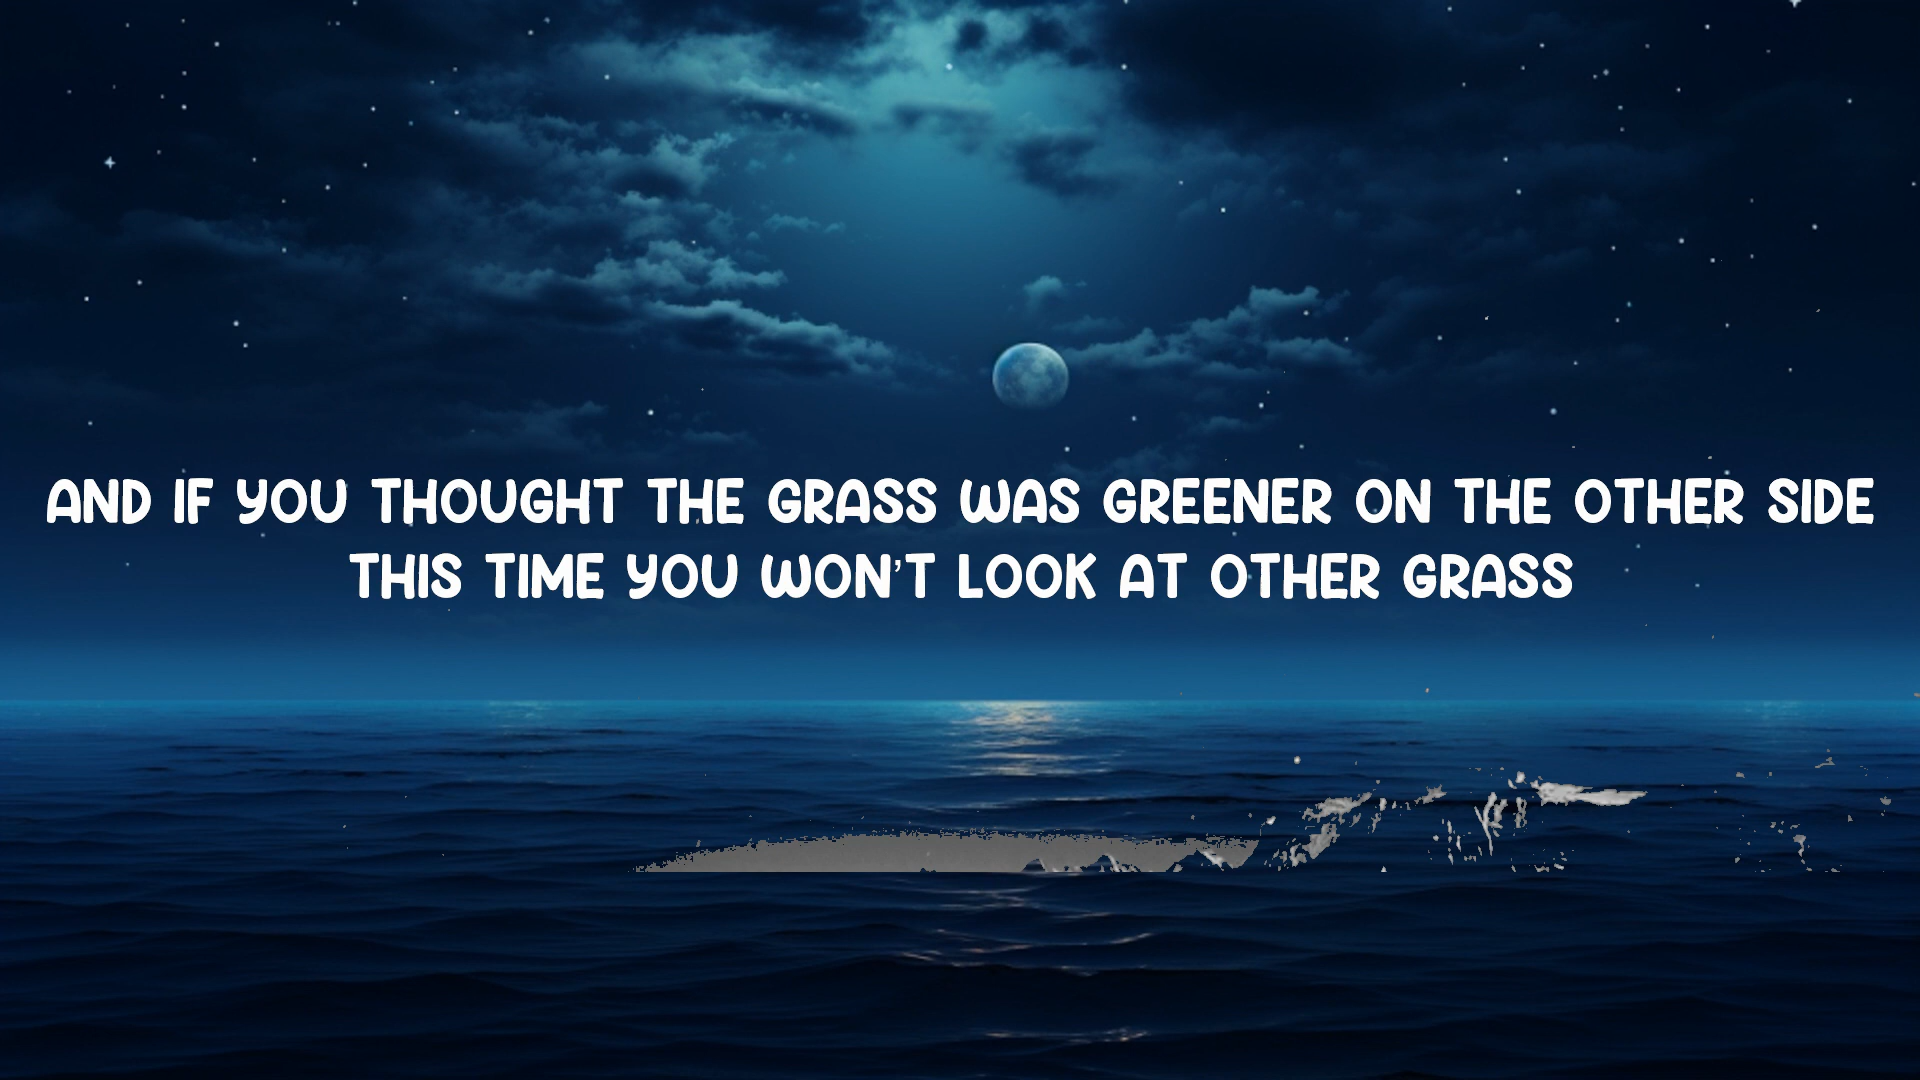 AND IF YOU THOUGHT THE GRASS WAS GREENER ON THE OTHER SIDE
THIS TIME YOU WON'T LOOK AT OTHER GRASS